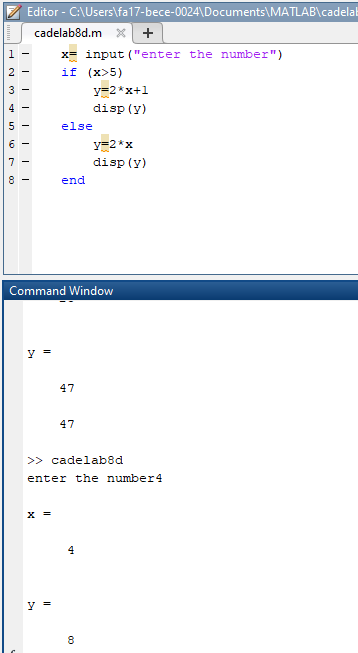 Editor - C:\Users\fa17-bece-0024\Documents\MATLAB\cadelab
cadelab8d.m × +
1 – x= input("enter the number")
2 – if (x>5)
3 – y=2*x+1
4 – disp(y)
5 – else
6 – y=2*x
7 – disp(y)
8 – end
Command Window
y =
47
47
>> cadelab8d
enter the number4
x =
4
y =
8